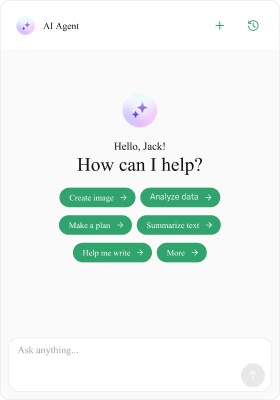 AI Agent
Hello, Jack!
How can I help?
Create image
Analyze data
Make a plan
Summarize text
Help me write
More
Ask anything...